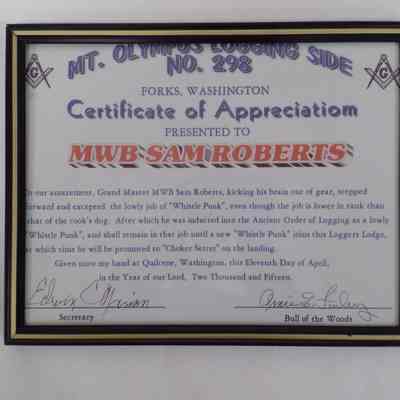 MT. OLYMPUS LOGGING SIDE
NO. 298
FORKS, WASHINGTON
Certificate of Appreciatiom
PRESENTED TO
MWB SAM ROBERTS
our amazement, Grand Master MWB Sam Roberts, kicking his brain out of gear, stepped
forward and excepted the lowly job of "Whistle Punk", even though the job is lower in rank than
that of the cook's dog. After which he was inducted into the Ancient Order of Logging as a lowly
"Whistle Punk", and shall remain in that job until a new "Whistle Punk" joins this Loggers Lodge,
at which time he will be promoted to "Choker Setter" on the landing.
Given unto my hand at Quilcene, Washington, this Eleventh Day of April,
in the Year of our Lord, Two Thousand and Fifteen.
Edwin
Secretary
Bull of the Woods